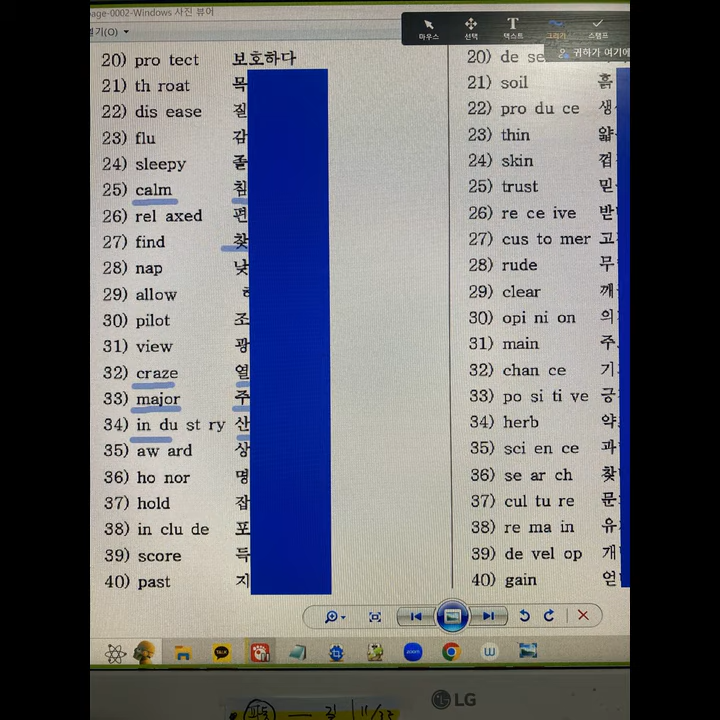 page-0002-Windows 사진 뷰어
기(O)
마우스
선택
텍스트
그리기
스탬프
귀하가 여기에
20) pro tect 보호하다
21) th roat 목
22) dis ease 질
23) flu 감
24) sleepy 졸
25) calm 침
26) rel axed 편
27) find 찾
28) nap 낮
29) allow
30) pilot 조
31) view 광
32) craze 열
33) major 주
34) in du st ry 산
35) aw ard 상
36) ho nor 명
37) hold 잡
38) in clu de 포
39) score 득
40) past 지
20) de se
21) soil 흙
22) pro du ce 생
23) thin 얇
24) skin 껍
25) trust 믿
26) re ce ive 받
27) cus to mer 고
28) rude 무
29) clear 깨
30) opi ni on 의
31) main 주
32) chan ce 기
33) po si ti ve 긍
34) herb 약
35) sci en ce 과
36) se ar ch 찾
37) cul tu re 문
38) re ma in 유
39) de vel op 개
40) gain 얻
TALK
zoom
W
LG